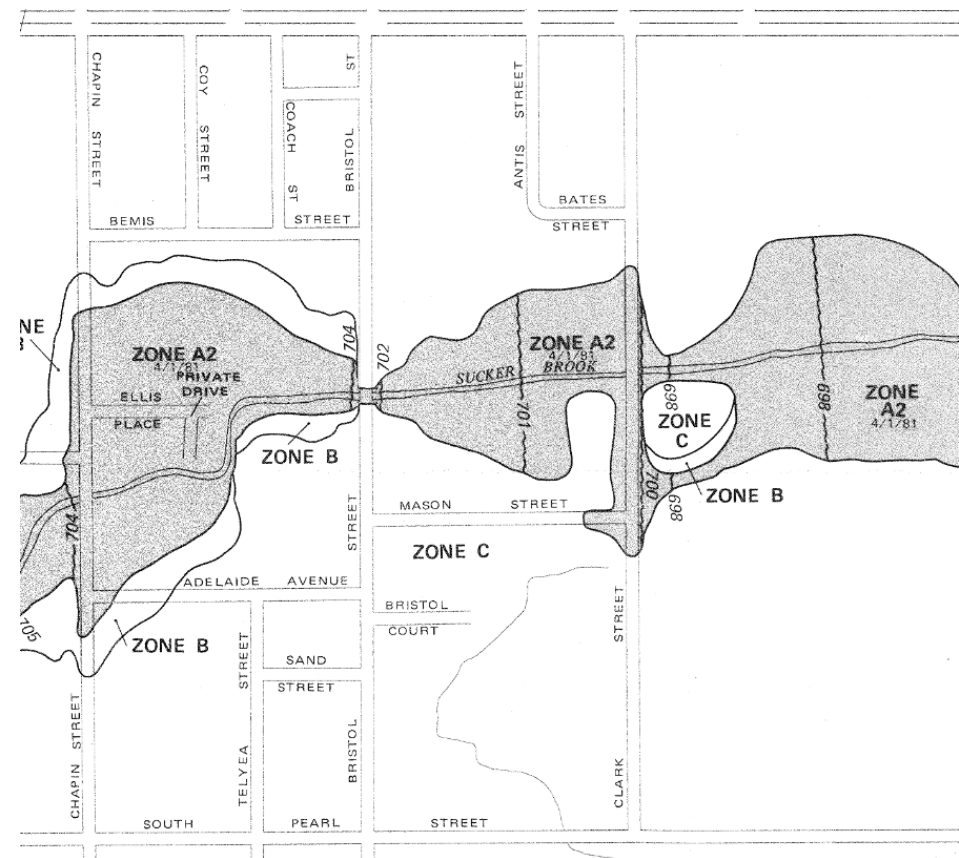 CHAPIN STREET
COY STREET
COACH ST
BRISTOL ST
ANTIS STREET
BATES
STREET
BEMIS
STREET
ZONE A2
4/1/81
PRIVATE
DRIVE
ELLIS
PLACE
704
702
ZONE B
SUCKER BROOK
701
ZONE A2
4/1/81
698
ZONE
C
698
ZONE
A2
4/1/81
ZONE B
700
698
MASON STREET
ZONE C
STREET
704
ADELAIDE AVENUE
705
ZONE B
BRISTOL
COURT
SAND
STREET
CHAPIN STREET
TELYEA STREET
BRISTOL
CLARK STREET
SOUTH PEARL STREET